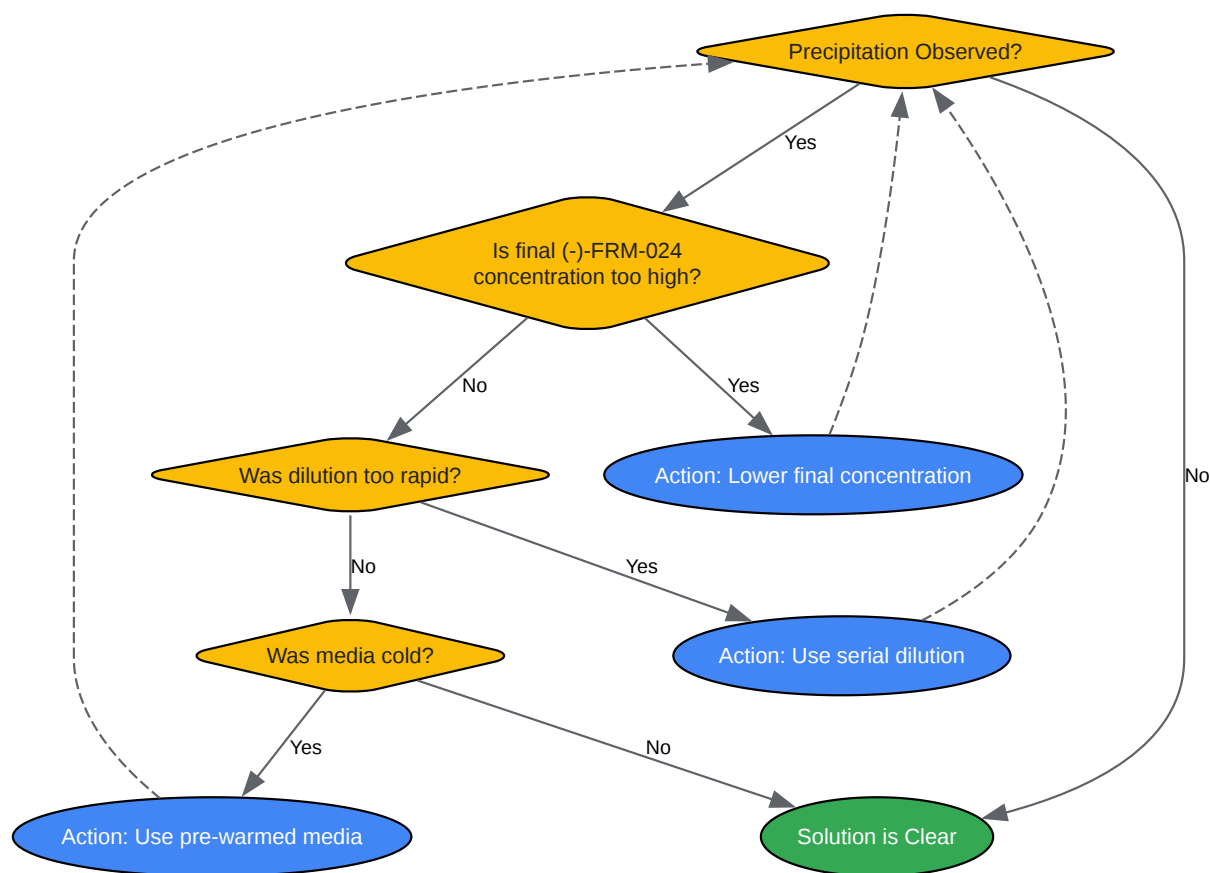 Precipitation Observed?
Yes
Is final (-)-FRM-024
concentration too high?
No
Yes
Was dilution too rapid?
Action: Lower final concentration
No
No
Yes
Was media cold?
Action: Use serial dilution
Yes
No
Action: Use pre-warmed media
Solution is Clear